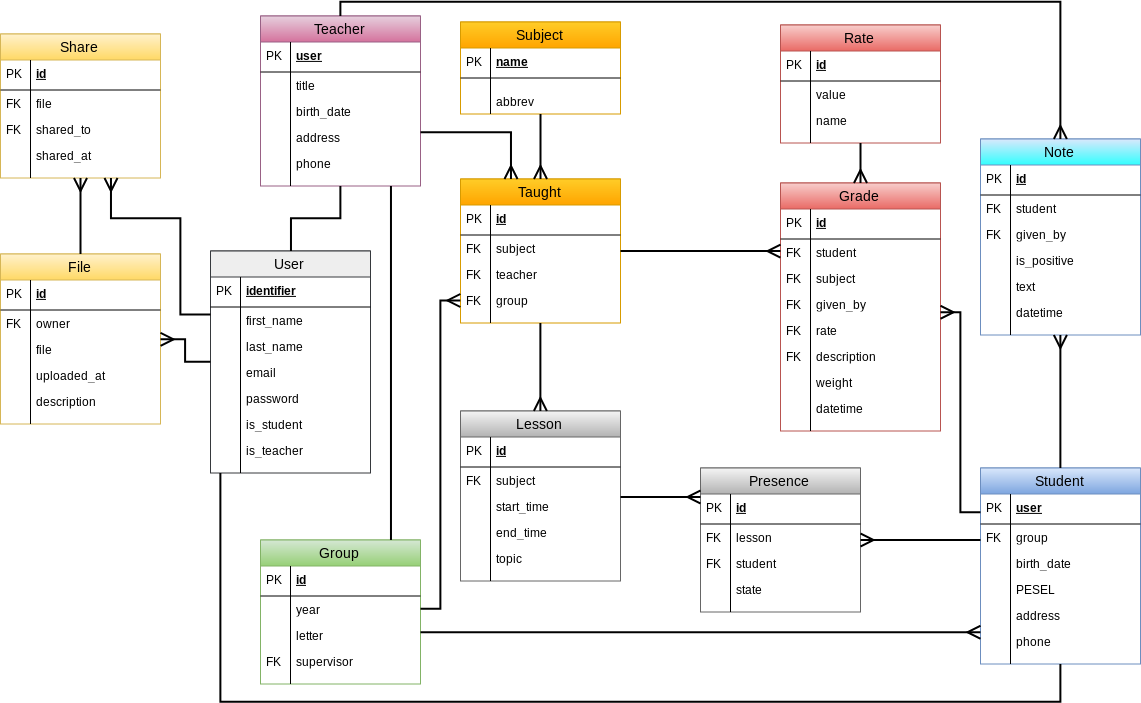 Share
PK id
FK file
FK shared_to
shared_at
Teacher
PK user
title
birth_date
address
phone
Subject
PK name
abbrev
Rate
PK id
value
name
Note
PK id
FK student
FK given_by
is_positive
text
datetime
Taught
PK id
FK subject
FK teacher
FK group
Grade
PK id
FK student
FK subject
FK given_by
FK rate
FK description
weight
datetime
File
PK id
FK owner
file
uploaded_at
description
User
PK identifier
first_name
last_name
email
password
is_student
is_teacher
Lesson
PK id
FK subject
start_time
end_time
topic
Presence
PK id
FK lesson
FK student
state
Student
PK user
FK group
birth_date
PESEL
address
phone
Group
PK id
year
letter
FK supervisor